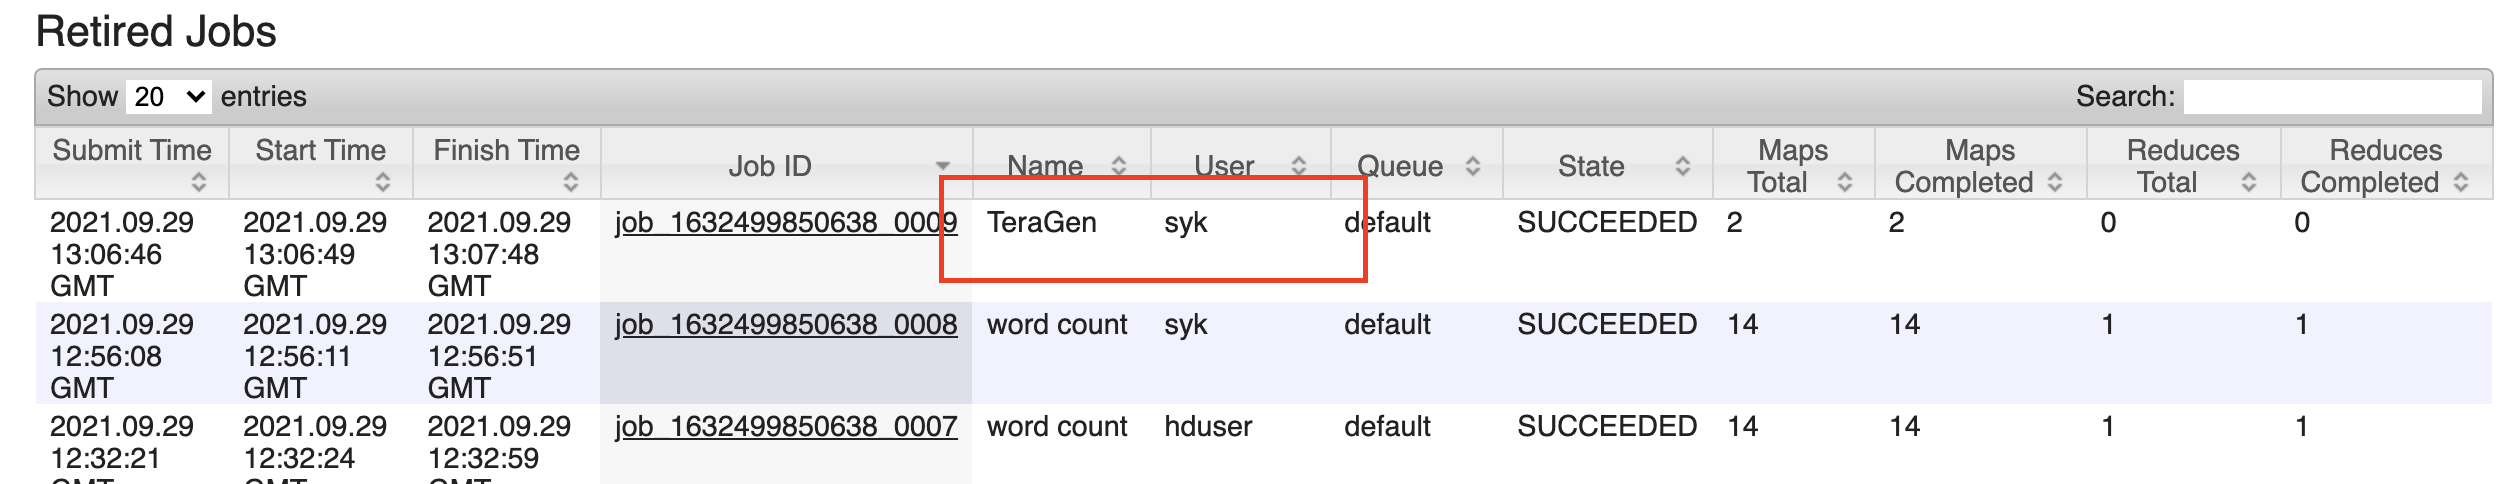 Retired Jobs
Show 20 entries Search:
Submit Time Start Time Finish Time Job ID Name User Queue State Maps Total Maps Completed Reduces Total Reduces Completed
2021.09.29 2021.09.29 2021.09.29 job_1632499850638_0009 TeraGen syk default SUCCEEDED 2 2 0 0
13:06:46 13:06:49 13:07:48
GMT GMT GMT
2021.09.29 2021.09.29 2021.09.29 job_1632499850638_0008 word count syk default SUCCEEDED 14 14 1 1
12:56:08 12:56:11 12:56:51
GMT GMT GMT
2021.09.29 2021.09.29 2021.09.29 job_1632499850638_0007 word count hduser default SUCCEEDED 14 14 1 1
12:32:21 12:32:24 12:32:59
GMT GMT GMT